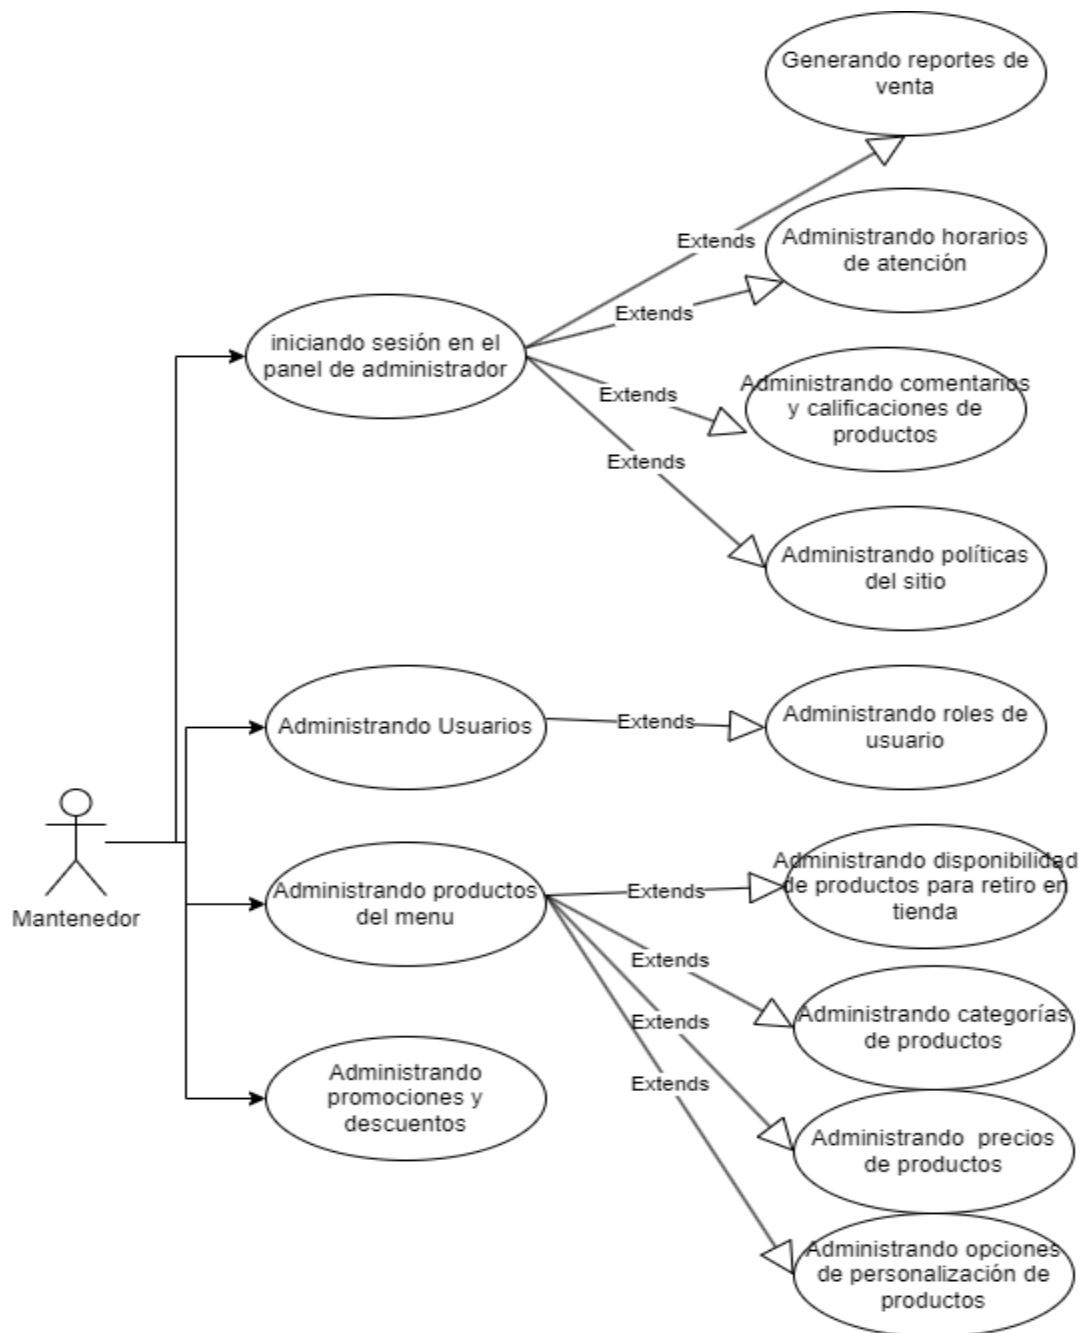 Generando reportes de
venta
Extends
Administrando horarios
de atención
Extends
iniciando sesión en el
panel de administrador
Extends
Administrando comentarios
y calificaciones de
productos
Extends
Administrando políticas
del sitio
Administrando Usuarios
Extends
Administrando roles de
usuario
Mantenedor
Administrando productos
del menu
Extends
Administrando disponibilidad
de productos para retiro en
tienda
Extends
Administrando categorías
de productos
Extends
Administrando precios
de productos
Extends
Administrando
promociones y
descuentos
Administrando opciones
de personalización de
productos